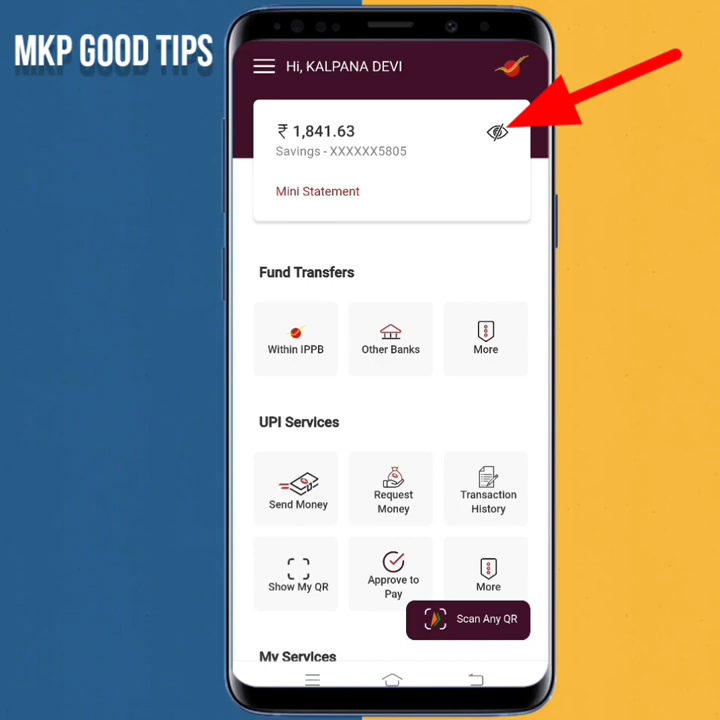 MKP GOOD TIPS
Hi, KALPANA DEVI
₹ 1,841.63
Savings - XXXXXX5805
Mini Statement
Fund Transfers
Within IPPB
Other Banks
More
UPI Services
Send Money
Request
Money
Transaction
History
Show My QR
Approve to
Pay
More
Scan Any QR
My Services